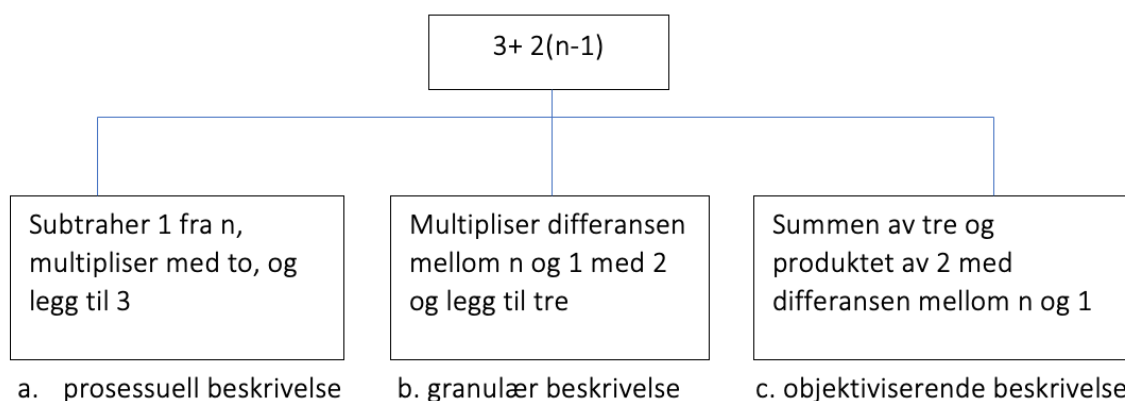 3+ 2(n-1)
Subtraher 1 fra n,
multipliser med to, og
legg til 3
Multipliser differansen
mellom n og 1 med 2
og legg til tre
Summen av tre og
produktet av 2 med
differansen mellom n og 1
a. prosessuell beskrivelse
b. granulær beskrivelse
c. objektiviserende beskrivelse